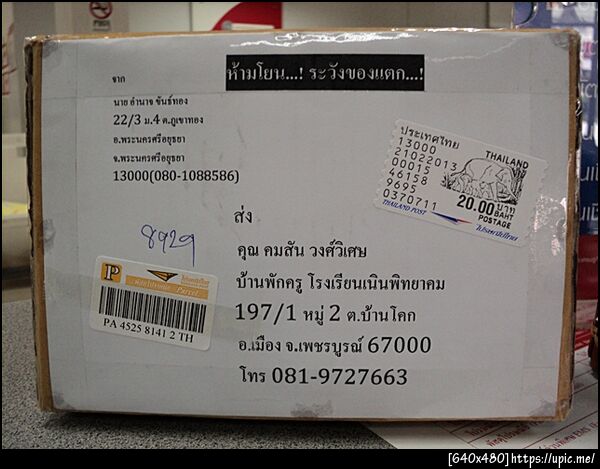 ห้ามโยน...! ระวังของแตก...!
จาก
นาย อำนาจ ขันธ์ทอง
22/3 ม.4 ต.ภูเขาทอง
อ.พระนครศรีอยุธยา
จ.พระนครศรีอยุธยา
13000(080-1088586)
ประเทศไทย
13000
21022013
00015
46158
9695
0370711
THAILAND POST
THAILAND
20.00 บาท
BAHT
POSTAGE
ไปรษณีย์ไทย
ส่ง
คุณ คมสัน วงศ์วิเศษ
บ้านพักครู โรงเรียนเนินพิทยาคม
197/1 หมู่ 2 ต.บ้านโคก
อ.เมือง จ.เพชรบูรณ์ 67000
โทร 081-9727663
8929
P
Parcel
PA 4525 8141 2 TH
[640x480]https://upic.me/